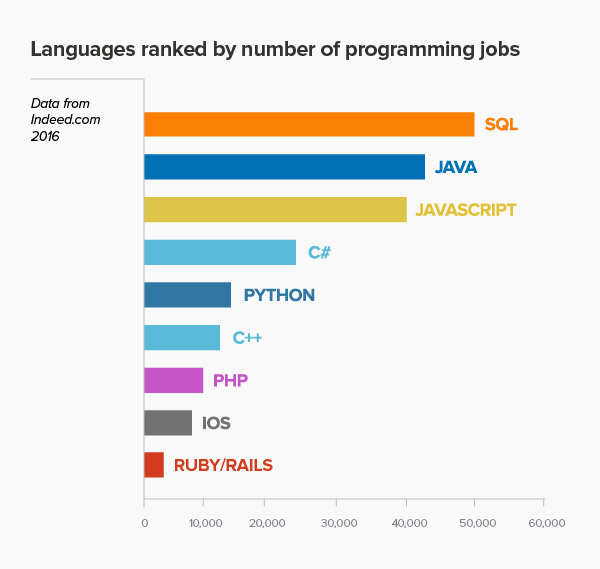 Languages ranked by number of programming jobs
Data from
Indeed.com
2016
SQL
JAVA
JAVASCRIPT
C#
PYTHON
C++
PHP
IOS
RUBY/RAILS
0 10,000 20,000 30,000 40,000 50,000 60,000